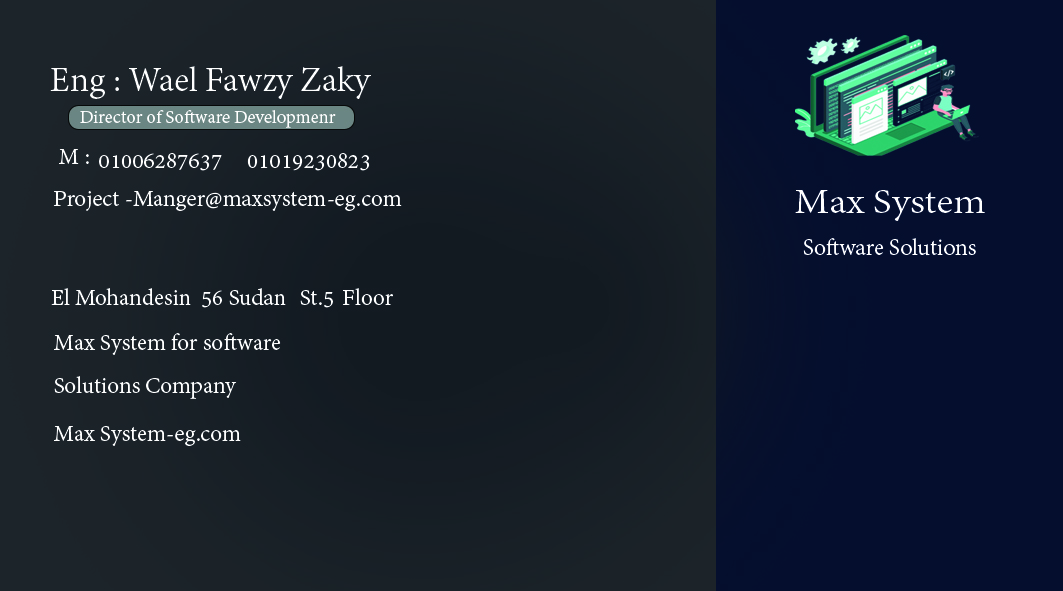 Eng : Wael Fawzy Zaky
Director of Software Developmenr
M : 01006287637 01019230823
Project -Manger@maxsystem-eg.com
El Mohandesin 56 Sudan St.5 Floor
Max System for software
Solutions Company
Max System-eg.com
</>
Max System
Software Solutions